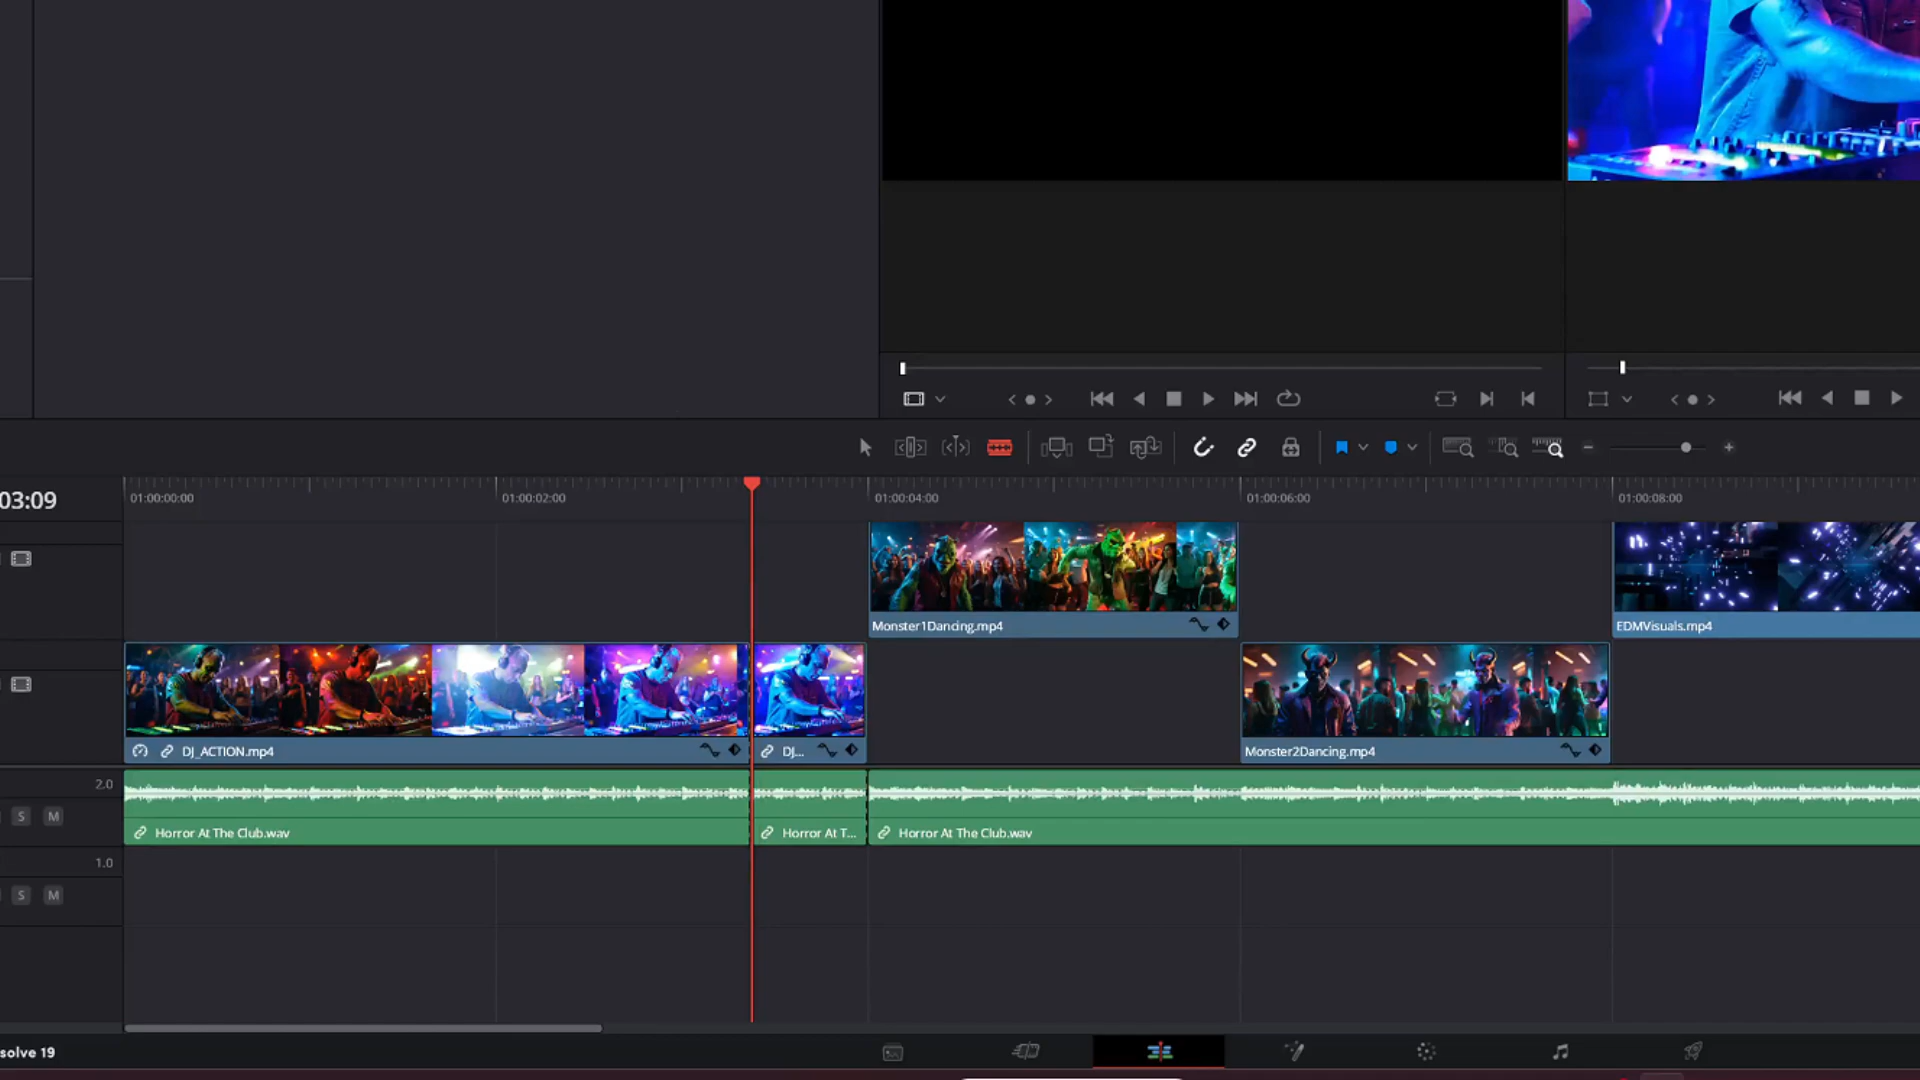 03:09
01:00:00:00
01:00:02:00
01:00:04:00
01:00:06:00
01:00:08:00
Monster1Dancing.mp4
EDMVisuals.mp4
DJ_ACTION.mp4
DJ...
Monster2Dancing.mp4
2.0
S
M
Horror At The Club.wav
Horror At T...
Horror At The Club.wav
1.0
S
M
solve 19